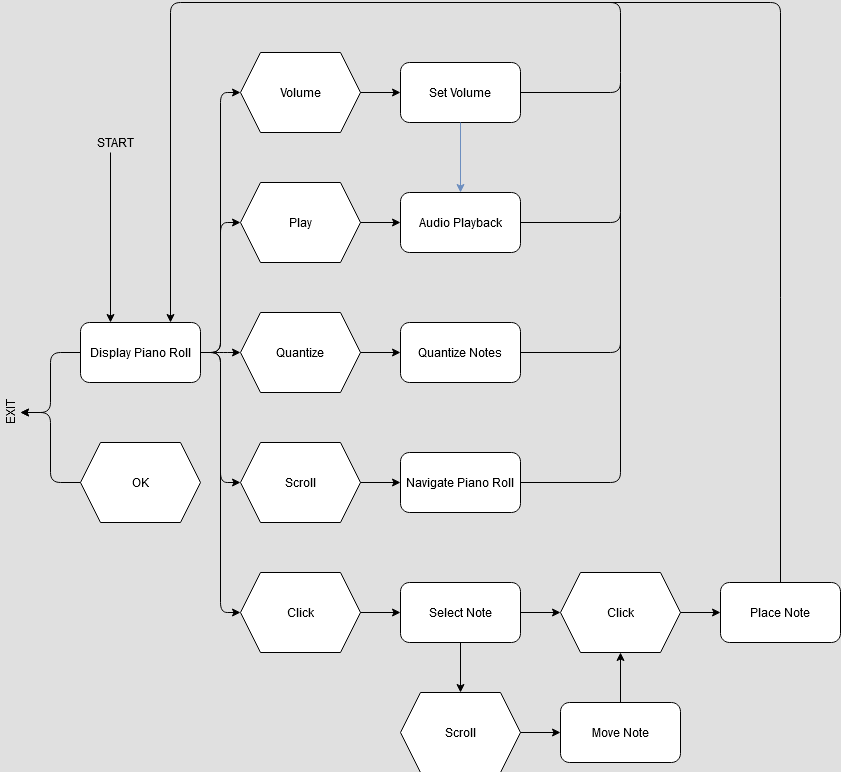 Volume
Set Volume
START
Play
Audio Playback
Display Piano Roll
Quantize
Quantize Notes
EXIT
OK
Scroll
Navigate Piano Roll
Click
Select Note
Click
Place Note
Scroll
Move Note